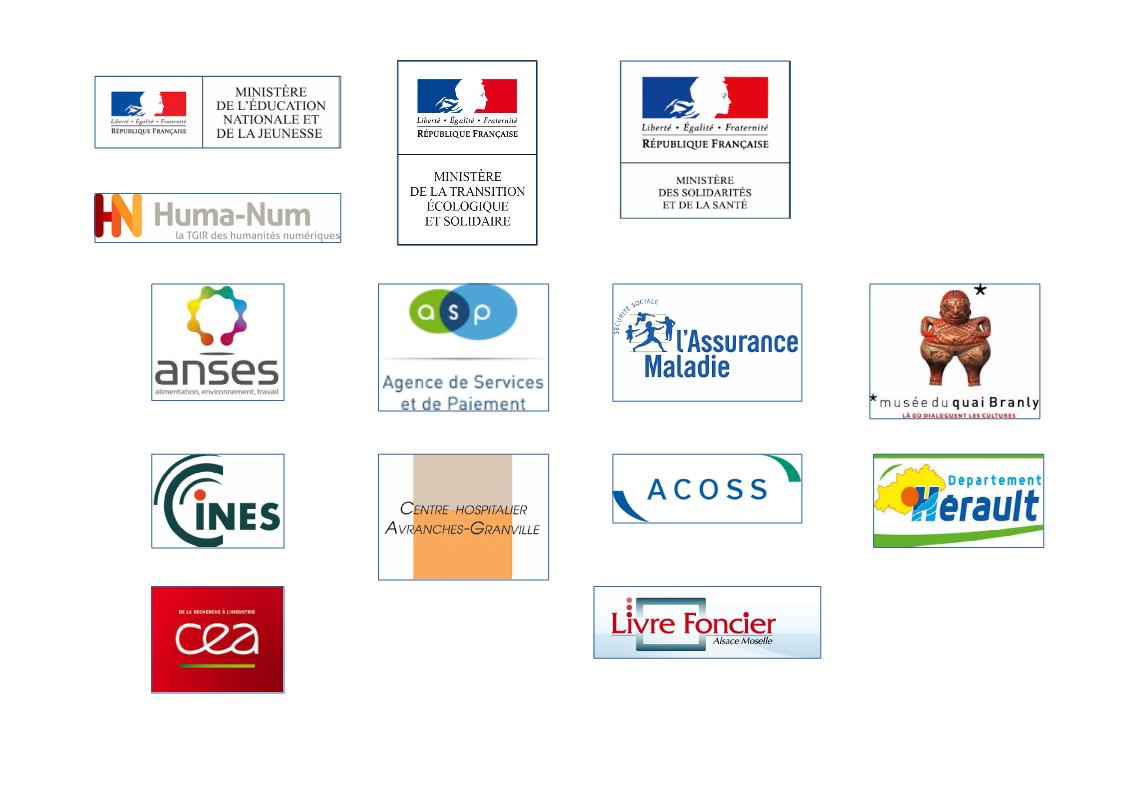 Liberté • Égalité • Fraternité
RÉPUBLIQUE FRANÇAISE
MINISTÈRE
DE L'ÉDUCATION
NATIONALE ET
DE LA JEUNESSE
Liberté • Égalité • Fraternité
RÉPUBLIQUE FRANÇAISE
MINISTÈRE
DE LA TRANSITION
ÉCOLOGIQUE
ET SOLIDAIRE
Liberté • Égalité • Fraternité
RÉPUBLIQUE FRANÇAISE
MINISTÈRE
DES SOLIDARITÉS
ET DE LA SANTÉ
HN Huma-Num
la TGIR des humanités numériques
anses
alimentation, environnement, travail
asp
Agence de Services
et de Paiement
SÉCURITÉ SOCIALE
l'Assurance
Maladie
*
*musée du quai Branly
LÀ OÙ DIALOGUENT LES CULTURES
CINES
CENTRE HOSPITALIER
AVRANCHES-GRANVILLE
ACOSS
Département
Hérault
DE LA RECHERCHE À L'INDUSTRIE
cea
Livre Foncier
Alsace Moselle